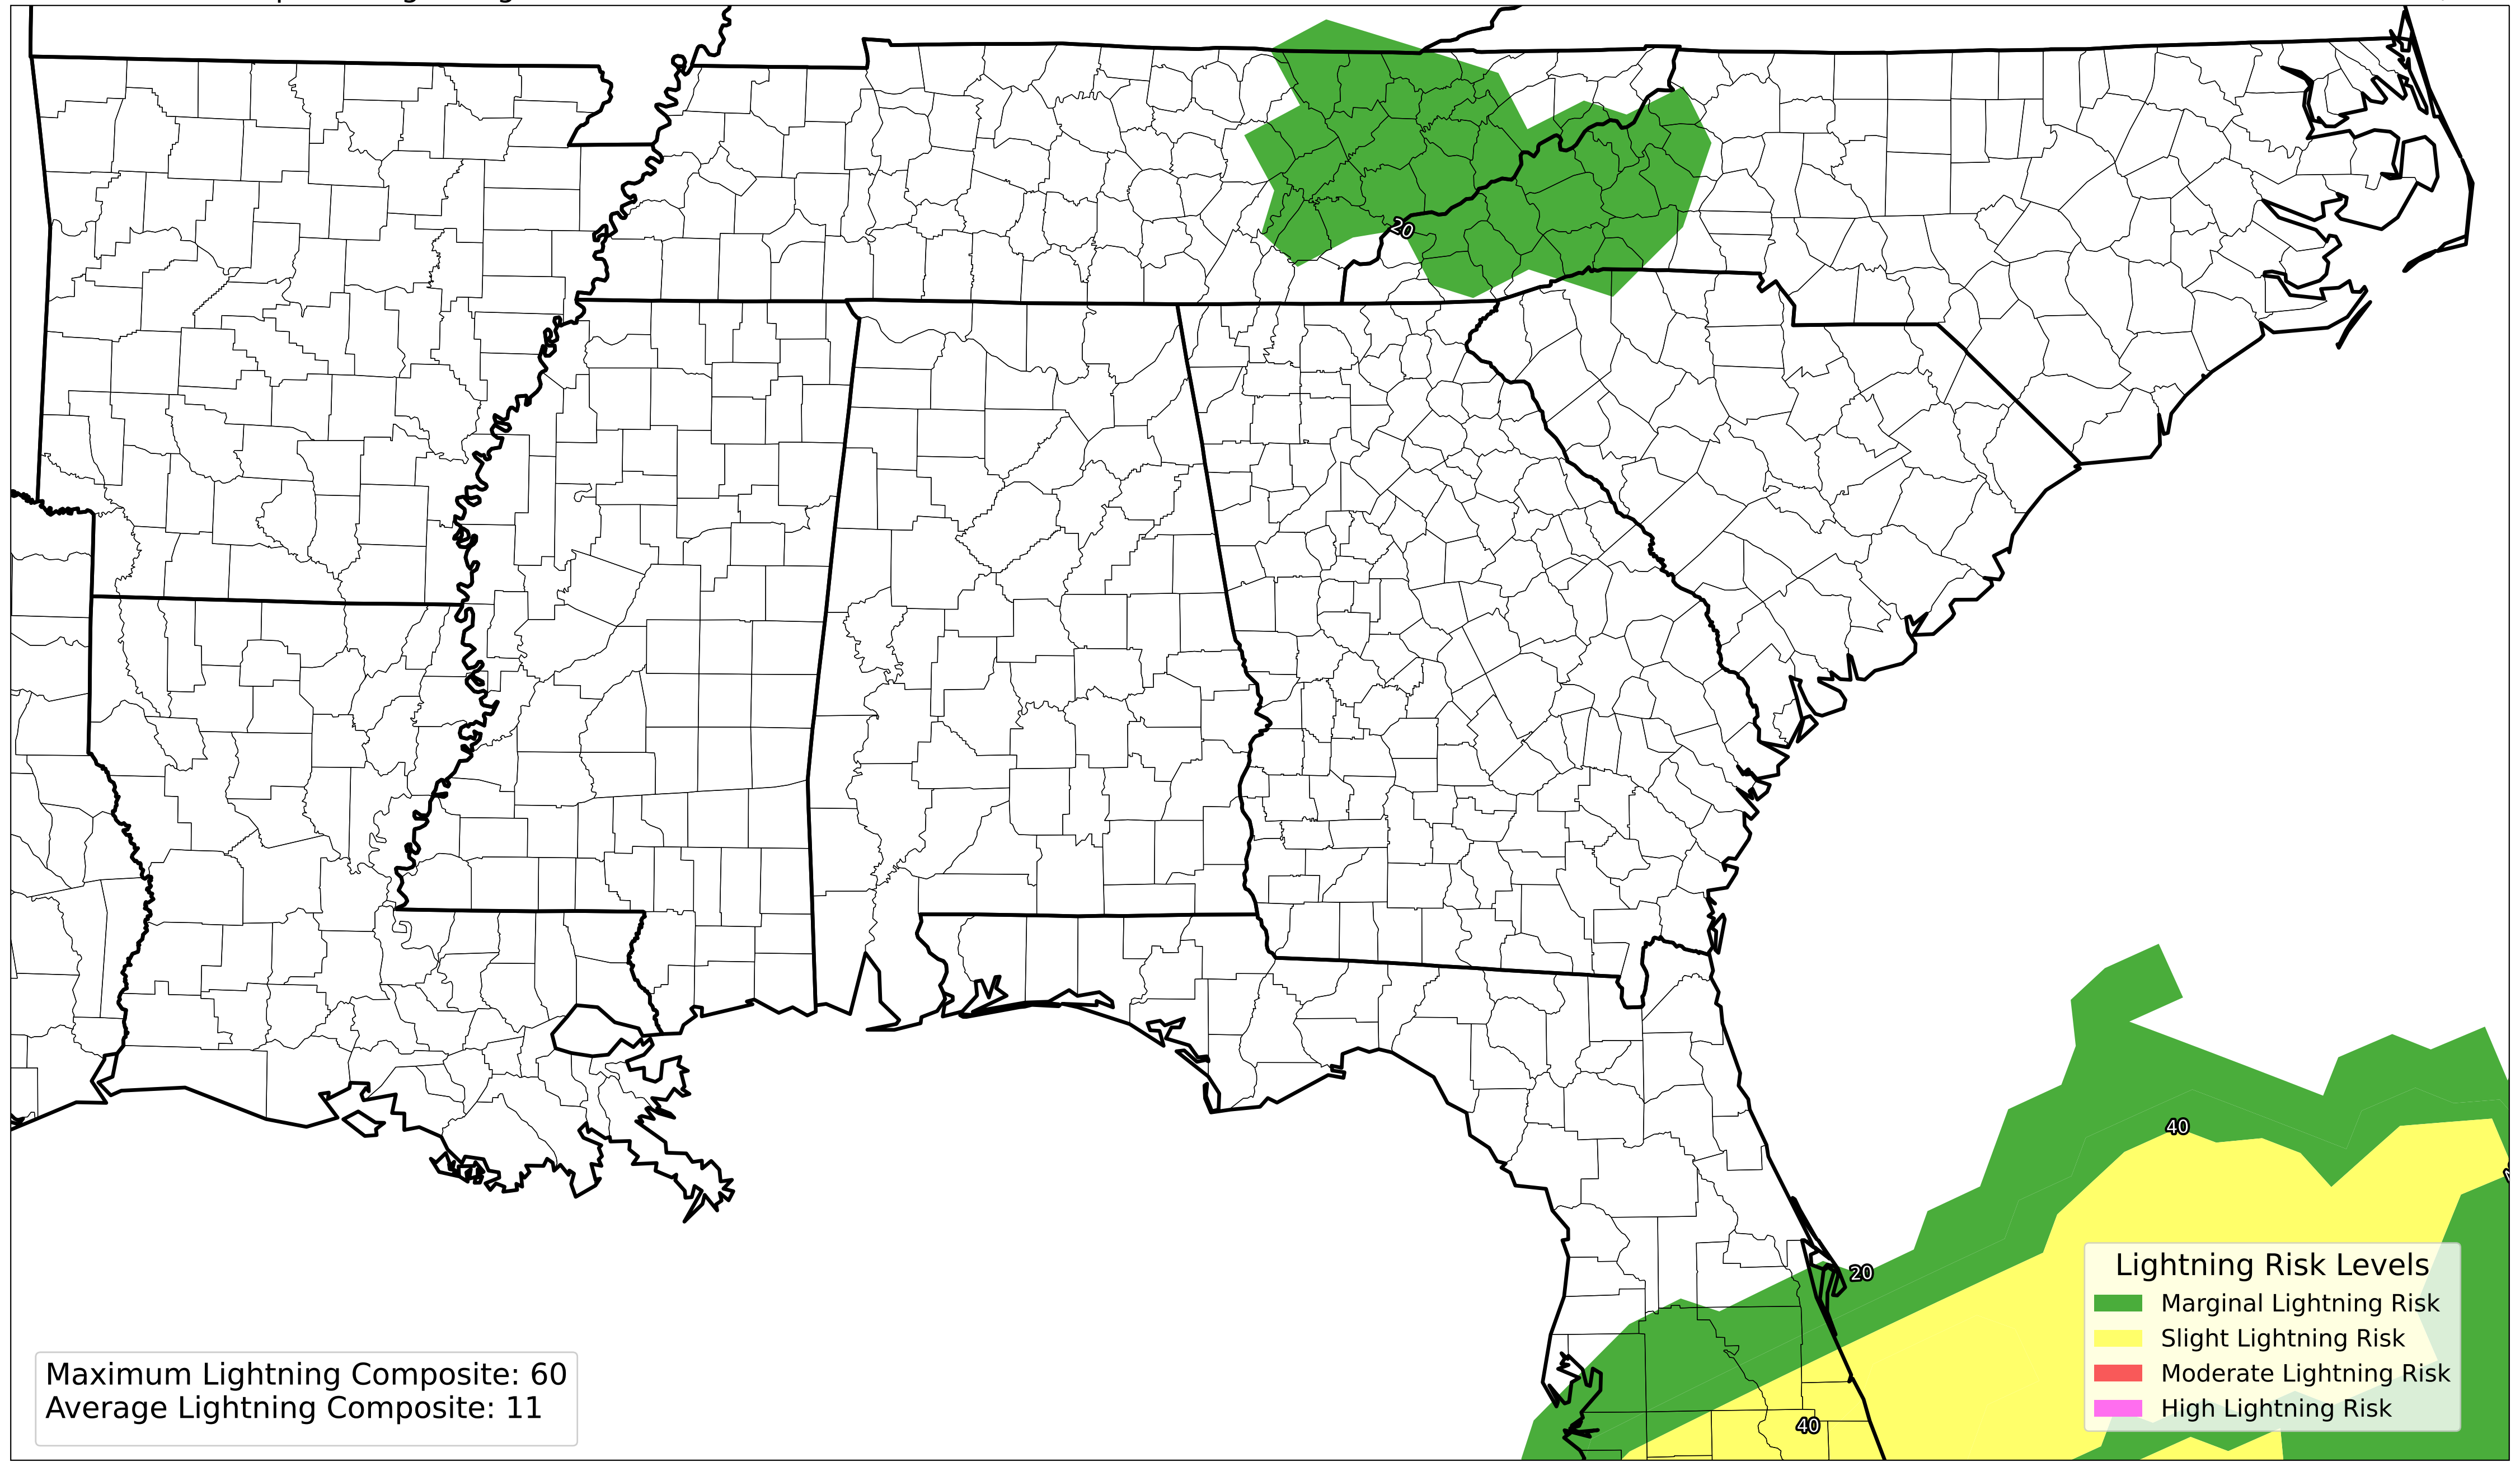 20
40
20
40
Lightning Risk Levels
Marginal Lightning Risk
Slight Lightning Risk
Moderate Lightning Risk
High Lightning Risk
Maximum Lightning Composite: 60
Average Lightning Composite: 11